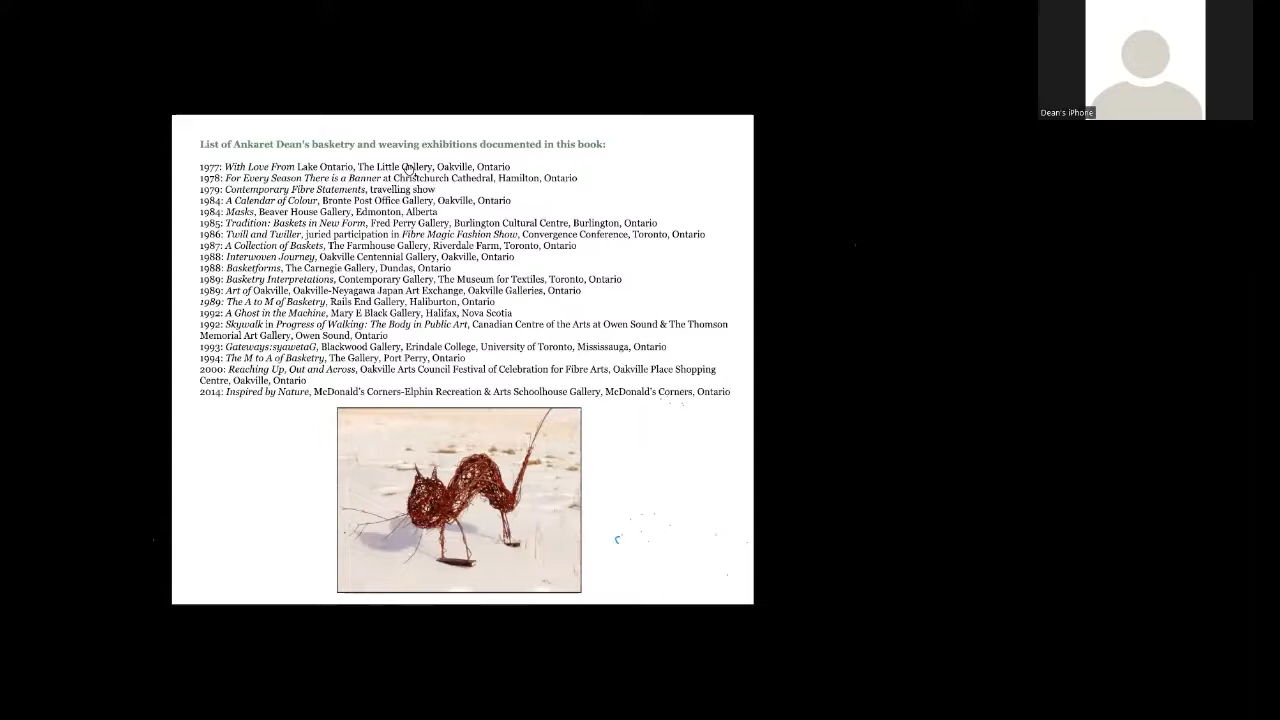 List of Ankaret Dean's basketry and weaving exhibitions documented in this book:
1977: With Love From Lake Ontario, The Little Gallery, Oakville, Ontario
1978: For Every Season There is a Banner at Christchurch Cathedral, Hamilton, Ontario
1979: Contemporary Fibre Statements, travelling show
1984: A Calendar of Colour, Bronte Post Office Gallery, Oakville, Ontario
1984: Masks, Beaver House Gallery, Edmonton, Alberta
1985: Tradition: Baskets in New Form, Fred Perry Gallery, Burlington Cultural Centre, Burlington, Ontario
1986: Twill and Twiller, juried participation in Fibre Magic Fashion Show, Convergence Conference, Toronto, Ontario
1987: A Collection of Baskets, The Farmhouse Gallery, Riverdale Farm, Toronto, Ontario
1988: Interwoven Journey, Oakville Centennial Gallery, Oakville, Ontario
1988: Basketforms, The Carnegie Gallery, Dundas, Ontario
1989: Basketry Interpretations, Contemporary Gallery, The Museum for Textiles, Toronto, Ontario
1989: Art of Oakville, Oakville-Neyagawa Japan Art Exchange, Oakville Galleries, Ontario
1989: The A to M of Basketry, Rails End Gallery, Haliburton, Ontario
1992: A Ghost in the Machine, Mary E Black Gallery, Halifax, Nova Scotia
1992: Skywalk in Progress of Walking: The Body in Public Art, Canadian Centre of the Arts at Owen Sound & The Thomson
Memorial Art Gallery, Owen Sound, Ontario
1993: Gateways:syawetaG, Blackwood Gallery, Erindale College, University of Toronto, Mississauga, Ontario
1994: The M to A of Basketry, The Gallery, Port Perry, Ontario
2000: Reaching Up, Out and Across, Oakville Arts Council Festival of Celebration for Fibre Arts, Oakville Place Shopping
Centre, Oakville, Ontario
2014: Inspired by Nature, McDonald's Corners-Elphin Recreation & Arts Schoolhouse Gallery, McDonald's Corners, Ontario
Dean's iPhone